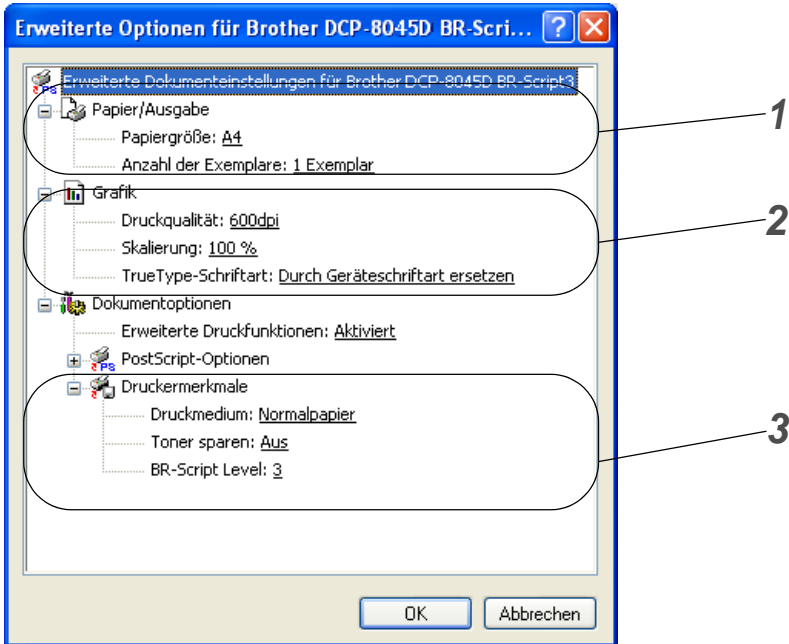 Erweiterte Optionen für Brother DCP-8045D BR-Scri...
Erweiterte Dokumenteinstellungen für Brother DCP-8045D BR-Script3
Papier/Ausgabe
Papiergröße: A4
Anzahl der Exemplare: 1 Exemplar
1
Grafik
Druckqualität: 600dpi
Skalierung: 100 %
TrueType-Schriftart: Durch Geräteschriftart ersetzen
2
Dokumentoptionen
Erweiterte Druckfunktionen: Aktiviert
PS PostScript-Optionen
Druckermerkmale
Druckmedium: Normalpapier
Toner sparen: Aus
BR-Script Level: 3
3
OK Abbrechen